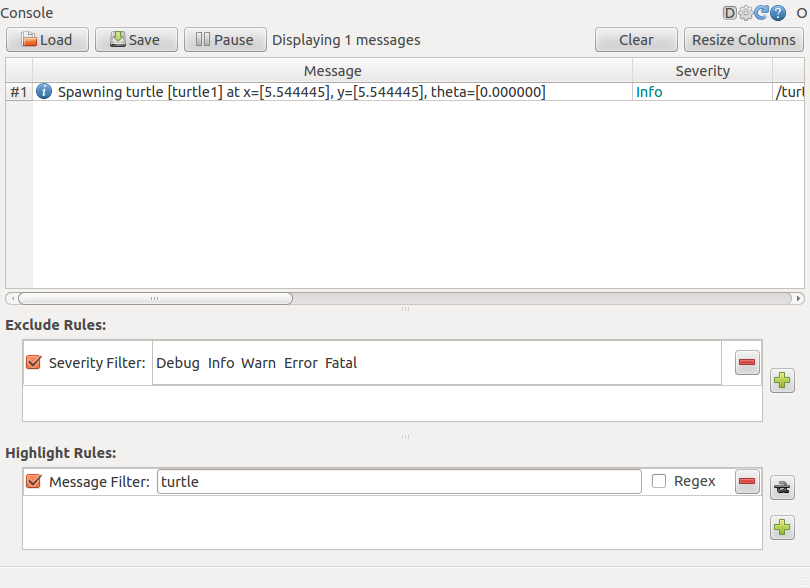 Console D ? O
Load Save Pause Displaying 1 messages Clear Resize Columns
Message Severity
#1 i Spawning turtle [turtle1] at x=[5.544445], y=[5.544445], theta=[0.000000] Info /turt
Exclude Rules:
Severity Filter: Debug Info Warn Error Fatal
Highlight Rules:
Message Filter: turtle Regex